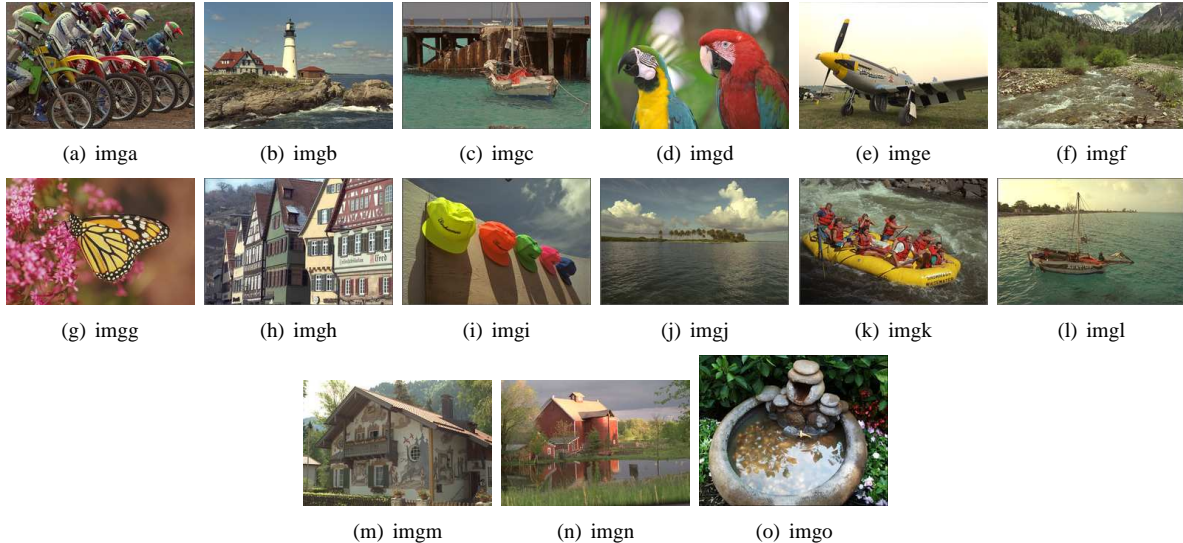 (a) imga (b) imgb (c) imgc (d) imgd (e) imge (f) imgf
(g) imgg (h) imgh (i) imgi (j) imgj (k) imgk (l) imgl
(m) imgm (n) imgn (o) imgo